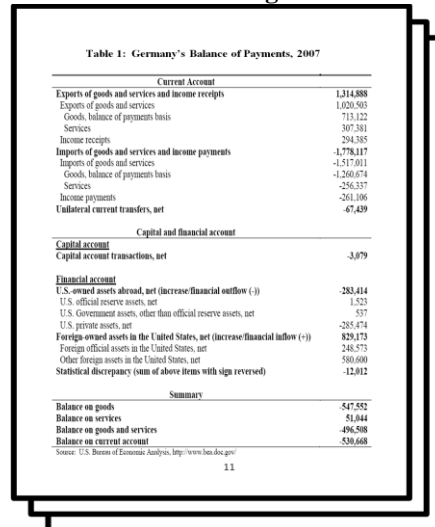 Table 1: Germany's Balance of Payments, 2007
Current Account
Exports of goods and services and income receipts 1,314,888
Exports of goods and services 1,020,503
Goods, balance of payments basis 713,122
Services 307,381
Income receipts 294,385
Imports of goods and services and income payments -1,778,117
Imports of goods and services -1,517,011
Goods, balance of payments basis -1,260,674
Services -256,337
Income payments -261,106
Unilateral current transfers, net -67,439
Capital and financial account
Capital account
Capital account transactions, net -3,079
Financial account
U.S.-owned assets abroad, net (increase/financial outflow (-)) -283,414
U.S. official reserve assets, net 1,523
U.S. Government assets, other than official reserve assets, net 537
U.S. private assets, net -285,474
Foreign-owned assets in the United States, net (increase/financial inflow (+)) 829,173
Foreign official assets in the United States, net 248,573
Other foreign assets in the United States, net 580,600
Statistical discrepancy (sum of above items with sign reversed) -12,012
Summary
Balance on goods -547,552
Balance on services 51,044
Balance on goods and services -496,508
Balance on current account -530,668
Source: U.S. Bureau of Economic Analysis, http://www.bea.doc.gov/
11